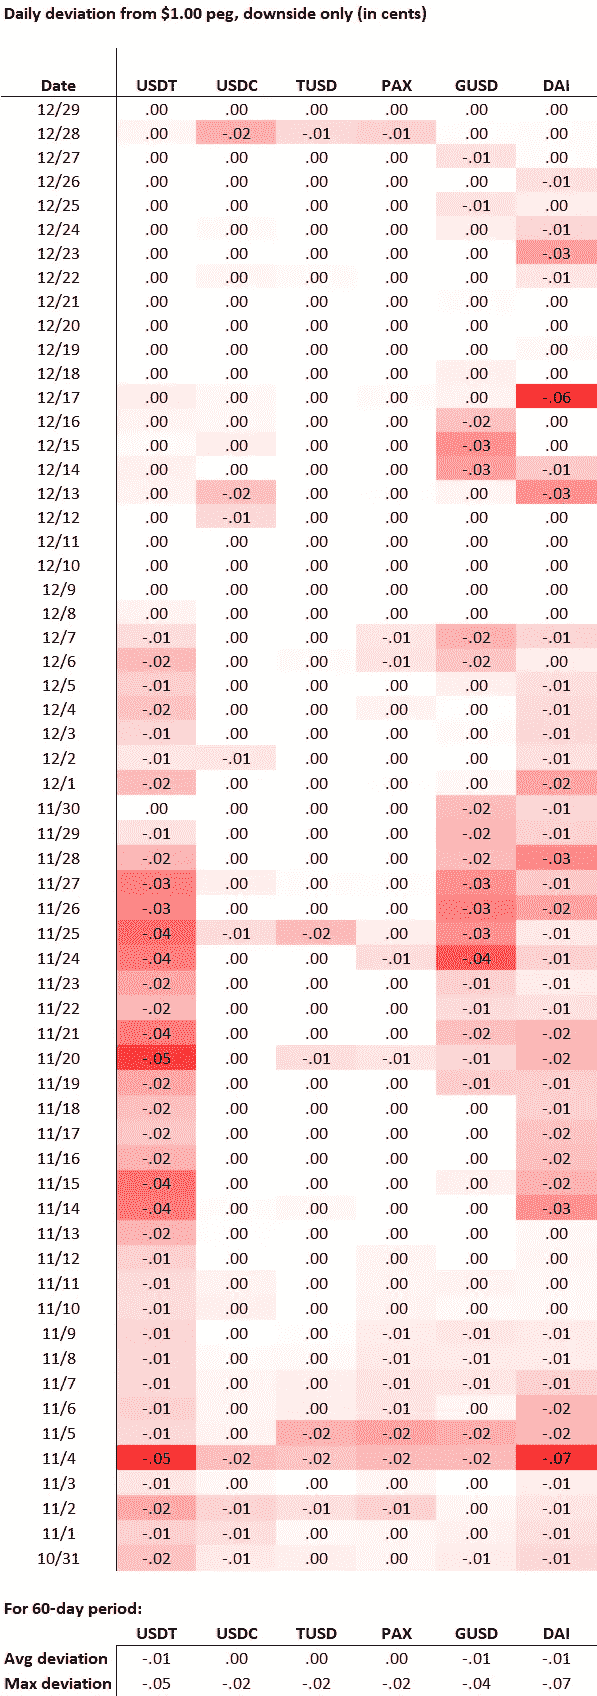 Daily deviation from $1.00 peg, downside only (in cents)
Date USDT USDC TUSD PAX GUSD DAI
12/29 .00 .00 .00 .00 .00 .00
12/28 .00 -.02 -.01 -.01 .00 .00
12/27 .00 .00 .00 .00 -.01 .00
12/26 .00 .00 .00 .00 .00 -.01
12/25 .00 .00 .00 .00 -.01 .00
12/24 .00 .00 .00 .00 .00 -.01
12/23 .00 .00 .00 .00 .00 -.03
12/22 .00 .00 .00 .00 .00 -.01
12/21 .00 .00 .00 .00 .00 .00
12/20 .00 .00 .00 .00 .00 .00
12/19 .00 .00 .00 .00 .00 .00
12/18 .00 .00 .00 .00 .00 .00
12/17 .00 .00 .00 .00 .00 -.06
12/16 .00 .00 .00 .00 -.02 .00
12/15 .00 .00 .00 .00 -.03 .00
12/14 .00 .00 .00 .00 -.03 -.01
12/13 .00 -.02 .00 .00 .00 -.03
12/12 .00 -.01 .00 .00 .00 .00
12/11 .00 .00 .00 .00 .00 .00
12/10 .00 .00 .00 .00 .00 .00
12/9 .00 .00 .00 .00 .00 .00
12/8 .00 .00 .00 .00 .00 .00
12/7 -.01 .00 .00 -.01 -.02 -.01
12/6 -.02 .00 .00 -.01 -.02 .00
12/5 -.01 .00 .00 .00 .00 -.01
12/4 -.02 .00 .00 .00 .00 -.01
12/3 -.01 .00 .00 .00 .00 -.01
12/2 -.01 -.01 .00 .00 .00 -.01
12/1 -.02 .00 .00 .00 .00 -.02
11/30 .00 .00 .00 .00 -.02 -.01
11/29 -.01 .00 .00 .00 -.02 -.01
11/28 -.02 .00 .00 .00 -.02 -.03
11/27 -.03 .00 .00 .00 -.03 -.01
11/26 -.03 .00 .00 .00 -.03 -.02
11/25 -.04 -.01 -.02 .00 -.03 -.01
11/24 -.04 .00 .00 -.01 -.04 -.01
11/23 -.02 .00 .00 .00 -.01 -.01
11/22 -.02 .00 .00 .00 -.01 -.01
11/21 -.04 .00 .00 .00 -.02 -.02
11/20 -.05 .00 -.01 -.01 -.01 -.02
11/19 -.02 .00 .00 .00 -.01 -.01
11/18 -.02 .00 .00 .00 .00 -.01
11/17 -.02 .00 .00 .00 .00 -.02
11/16 -.02 .00 .00 .00 .00 -.02
11/15 -.04 .00 .00 .00 .00 -.02
11/14 -.04 .00 .00 .00 .00 -.03
11/13 -.02 .00 .00 .00 .00 .00
11/12 -.01 .00 .00 .00 .00 .00
11/11 -.01 .00 .00 .00 .00 .00
11/10 -.01 .00 .00 .00 .00 .00
11/9 -.01 .00 .00 -.01 -.01 -.01
11/8 -.01 .00 .00 -.01 -.01 -.01
11/7 -.01 .00 .00 -.01 -.01 -.01
11/6 -.01 .00 .00 -.01 .00 -.02
11/5 -.01 .00 -.02 -.02 -.02 -.02
11/4 -.05 -.02 -.02 -.02 -.02 -.07
11/3 -.01 .00 .00 .00 .00 -.01
11/2 -.02 -.01 -.01 -.01 .00 -.01
11/1 -.01 -.01 .00 .00 .00 -.01
10/31 -.02 -.01 .00 .00 -.01 -.01
For 60-day period:
USDT USDC TUSD PAX GUSD DAI
Avg deviation -.01 .00 .00 .00 -.01 -.01
Max deviation -.05 -.02 -.02 -.02 -.04 -.07